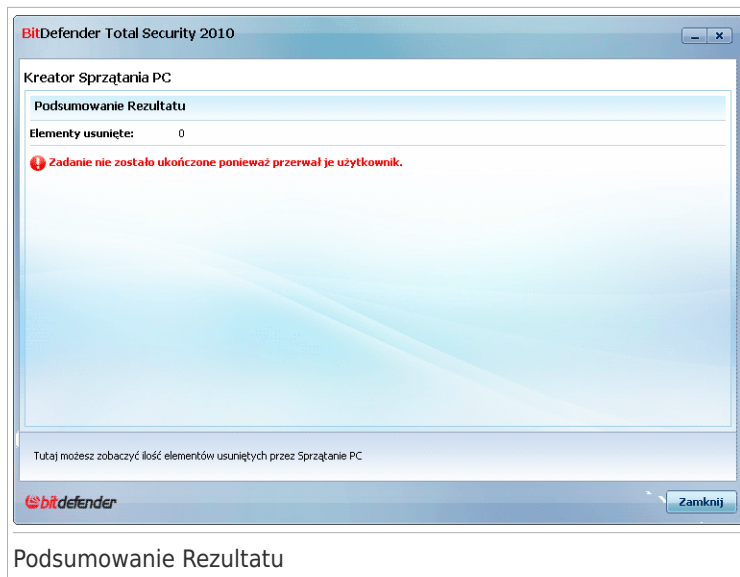 BitDefender Total Security 2010
Kreator Sprzątania PC
Podsumowanie Rezultatu
Elementy usunięte: 0
Zadanie nie zostało ukończone ponieważ przerwał je użytkownik.
Tutaj możesz zobaczyć ilość elementów usuniętych przez Sprzątanie PC
bitdefender
Zamknij
Podsumowanie Rezultatu